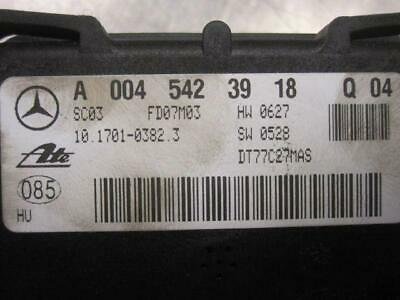 A 004 542 39 18 Q 04
SC03 FD07M03 HW 0627
10.1701-0382.3 SW 0528
Ate DT77C27MAS
085
HU